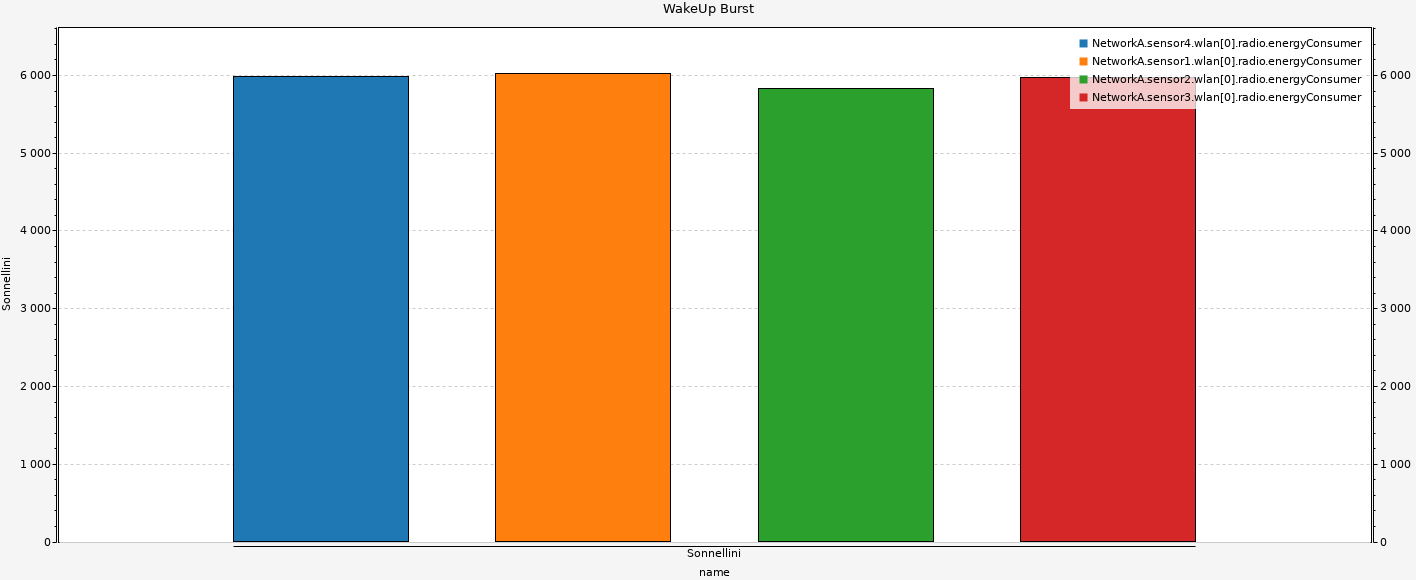 WakeUp Burst
NetworkA.sensor4.wlan[0].radio.energyConsumer
NetworkA.sensor1.wlan[0].radio.energyConsumer
NetworkA.sensor2.wlan[0].radio.energyConsumer
NetworkA.sensor3.wlan[0].radio.energyConsumer
6 000
5 000
4 000
3 000
2 000
1 000
0
Sonnellini
6 000
5 000
4 000
3 000
2 000
1 000
0
Sonnellini
name